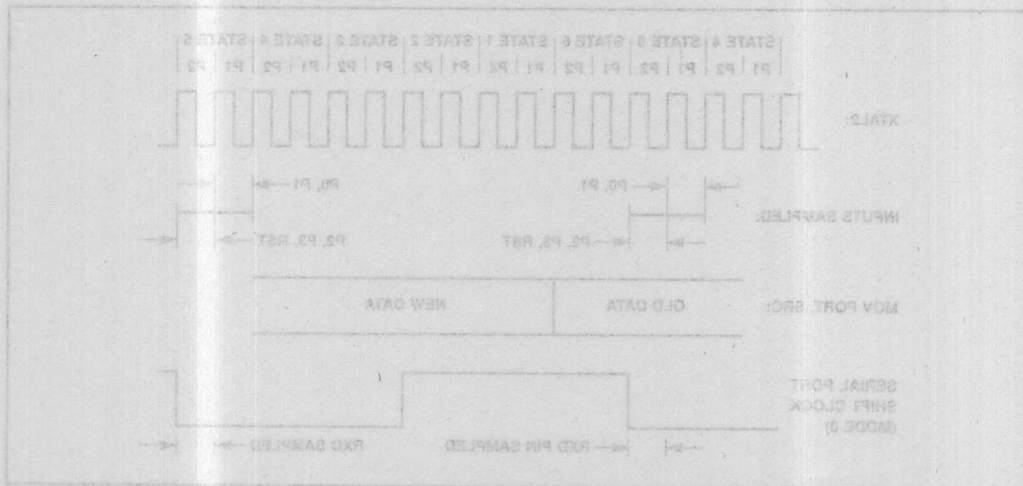 STATE 4 STATE 5 STATE 6 STATE 1 STATE 2 STATE 3 STATE 4 STATE 5
P1 P2 P1 P2 P1 P2 P1 P2 P1 P2 P1 P2 P1 P2 P1 P2
XTAL2:
P0, P1 P0, P1
INPUTS SAMPLED:
P2, P3, RST P2, P3, RST
MOV PORT, SRC: OLD DATA NEW DATA
SERIAL PORT
SHIFT CLOCK
(MODE 0)
RXD PIN SAMPLED RXD SAMPLED